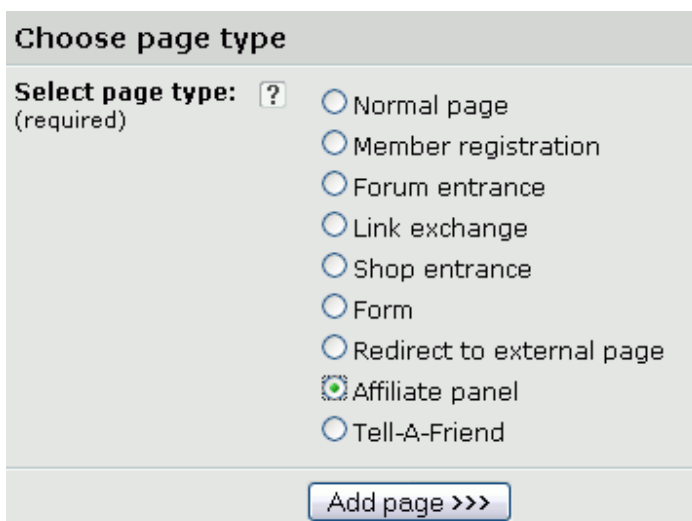 Choose page type
Select page type: ?
(required)
Normal page
Member registration
Forum entrance
Link exchange
Shop entrance
Form
Redirect to external page
Affiliate panel
Tell-A-Friend
Add page >>>